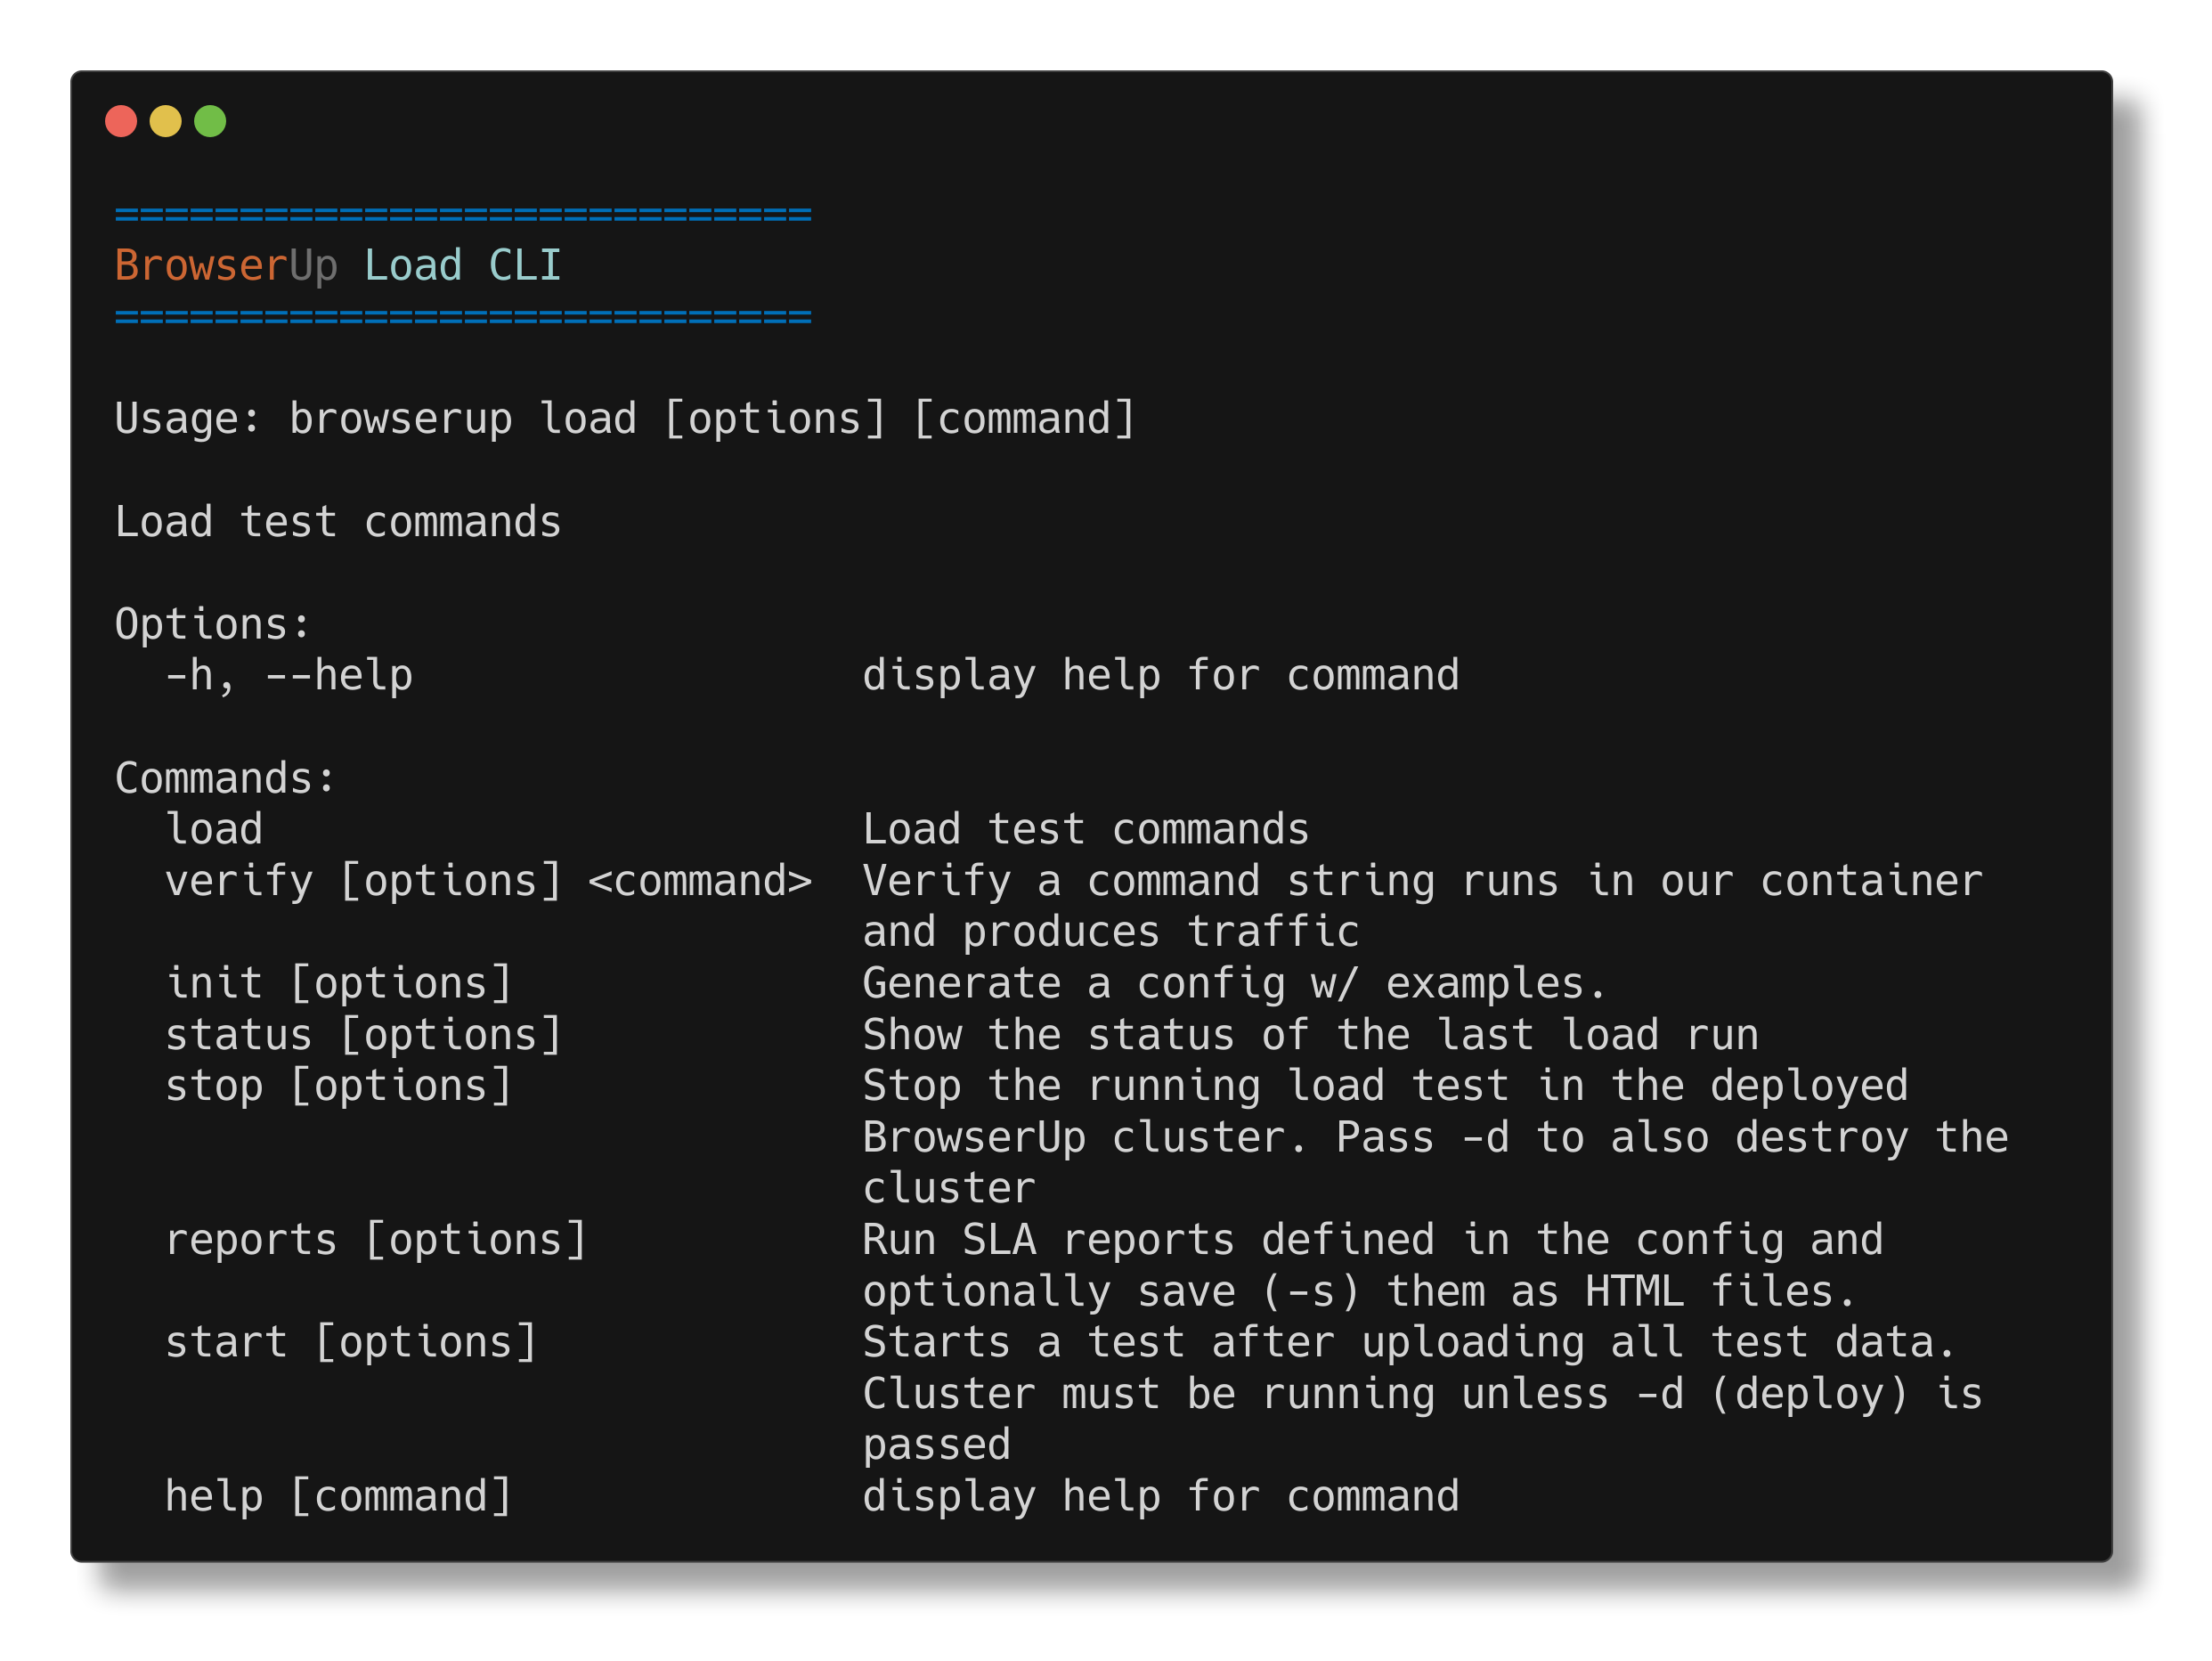 ============================
BrowserUp Load CLI
============================
Usage: browserup load [options] [command]
Load test commands
Options:
  -h, --help                  display help for command
Commands:
  load                        Load test commands
  verify [options] <command>  Verify a command string runs in our container
                              and produces traffic
  init [options]              Generate a config w/ examples.
  status [options]            Show the status of the last load run
  stop [options]              Stop the running load test in the deployed
                              BrowserUp cluster. Pass -d to also destroy the
                              cluster
  reports [options]           Run SLA reports defined in the config and
                              optionally save (-s) them as HTML files.
  start [options]             Starts a test after uploading all test data.
                              Cluster must be running unless -d (deploy) is
                              passed
  help [command]              display help for command